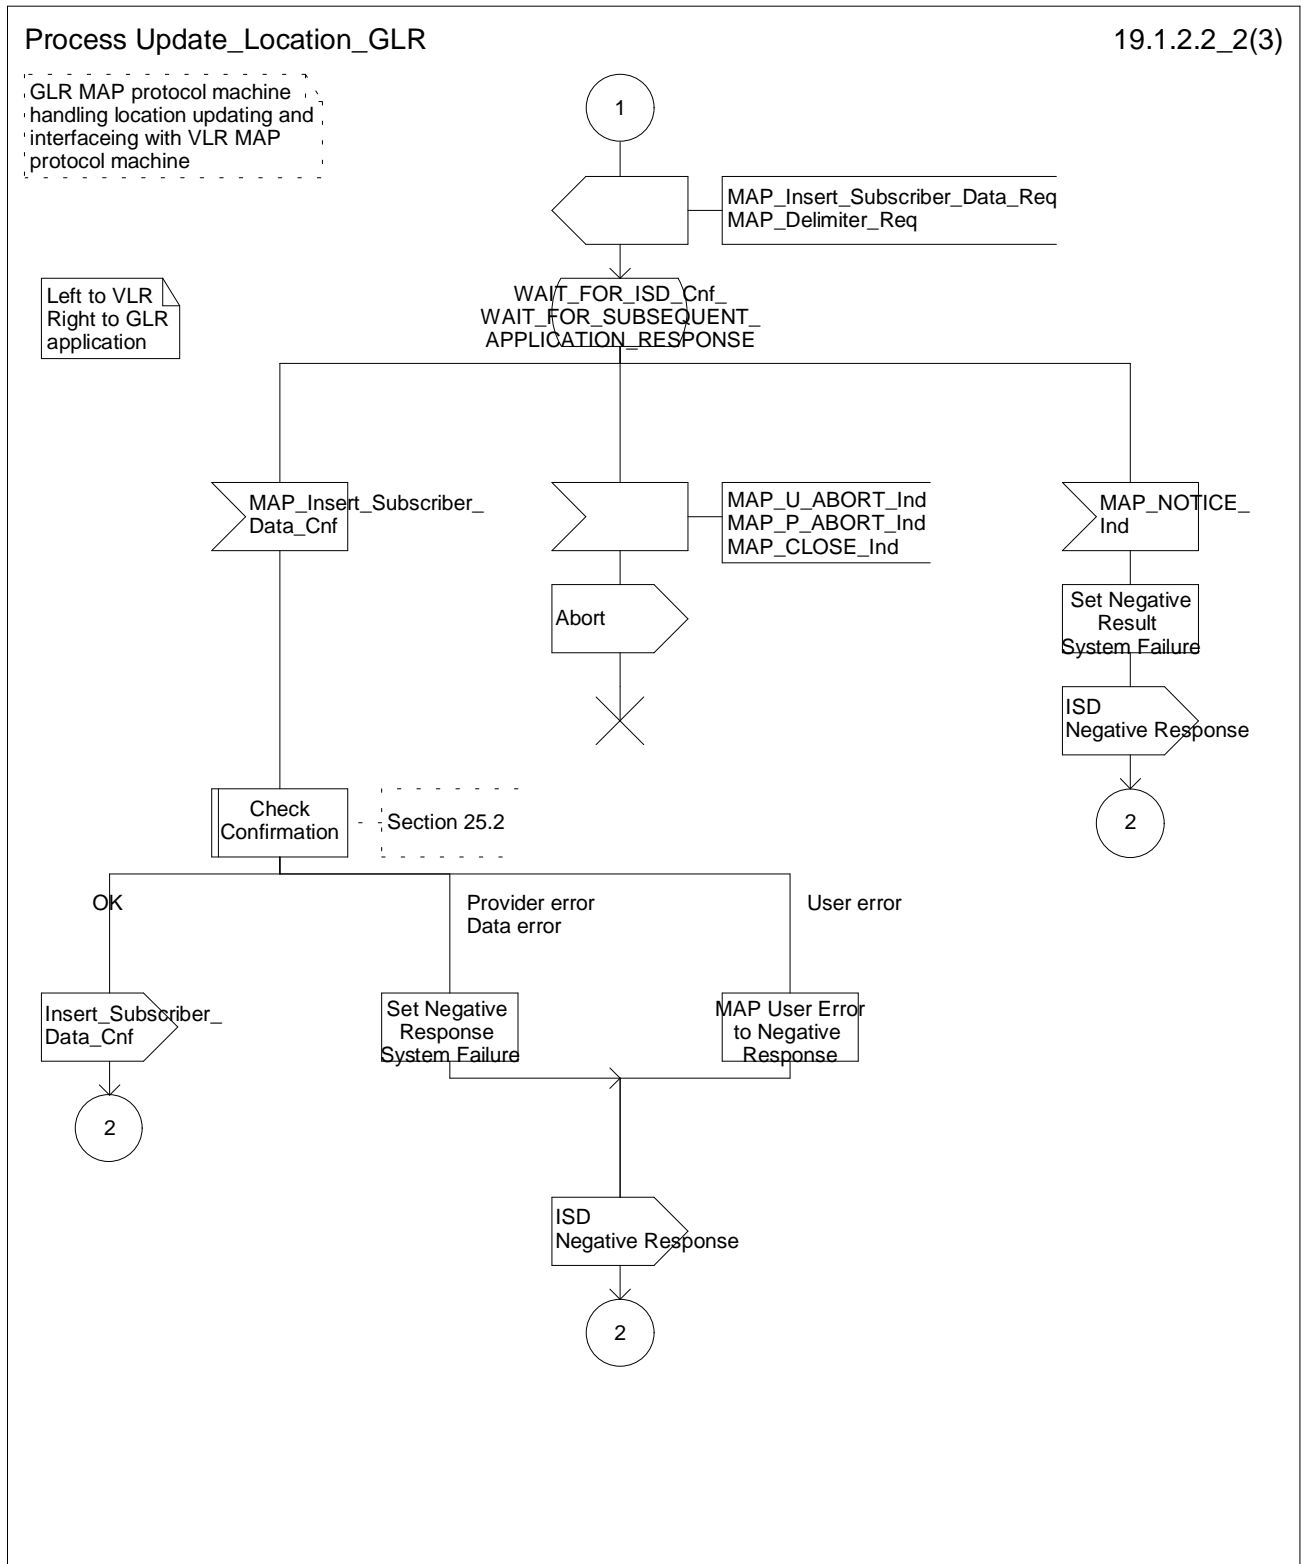 Process Update_Location_GLR
19.1.2.2_2(3)
GLR MAP protocol machine
handling location updating and
interfaceing with VLR MAP
protocol machine
1
MAP_Insert_Subscriber_Data_Req
MAP_Delimiter_Req
Left to VLR
Right to GLR
application
WAIT_FOR_ISD_Cnf_
WAIT_FOR_SUBSEQUENT_
APPLICATION_RESPONSE
MAP_Insert_Subscriber_
Data_Cnf
MAP_U_ABORT_Ind
MAP_P_ABORT_Ind
MAP_CLOSE_Ind
MAP_NOTICE_
Ind
Abort
Set Negative
Result
System Failure
ISD
Negative Response
2
Check
Confirmation
Section 25.2
OK
Provider error
Data error
User error
Insert_Subscriber_
Data_Cnf
Set Negative
Response
System Failure
MAP User Error
to Negative
Response
2
ISD
Negative Response
2